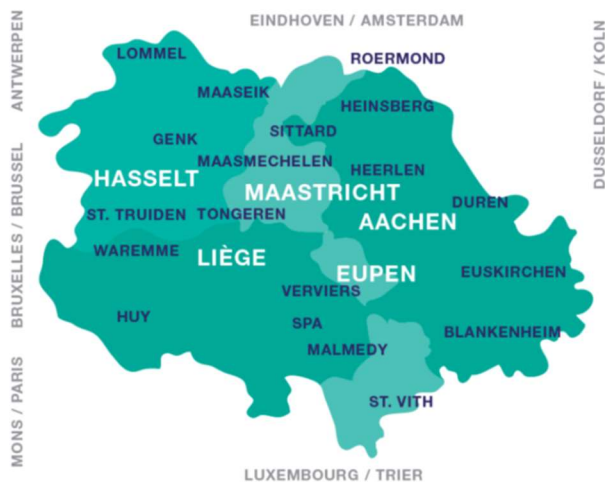 EINDHOVEN / AMSTERDAM
ANTWERPEN
BRUXELLES / BRUSSEL
MONS / PARIS
DUSSELDORF / KOLN
LOMMEL
ROERMOND
MAASEIK
HEINSBERG
SITTARD
GENK
MAASMECHELEN
HEERLEN
HASSELT
MAASTRICHT
DUREN
ST. TRUIDEN
TONGEREN
AACHEN
WAREMME
LIÈGE
EUPEN
EUSKIRCHEN
VERVIERS
HUY
SPA
BLANKENHEIM
MALMEDY
ST. VITH
LUXEMBOURG / TRIER